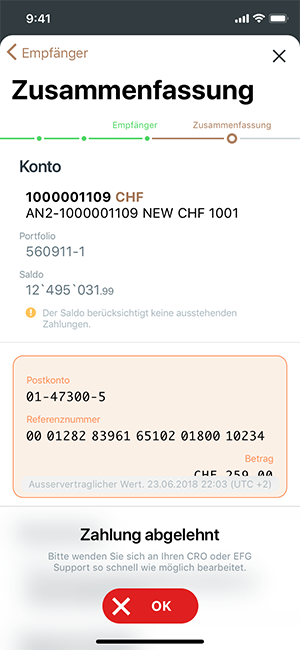 9:41
Empfänger
Zusammenfassung
Empfänger Zusammenfassung
Konto
1000001109 CHF
AN2-1000001109 NEW CHF 1001
Portfolio
560911-1
Saldo
12`495`031.99
Der Saldo berücksichtigt keine ausstehenden
Zahlungen.
Postkonto
01-47300-5
Referenznummer
00 01282 83961 65102 01800 10234
Betrag
CHF 259.00
Ausservertraglicher Wert. 23.06.2018 22:03 (UTC +2)
Zahlung abgelehnt
Bitte wenden Sie sich an Ihren CRO oder EFG
Support so schnell wie möglich bearbeitet.
OK